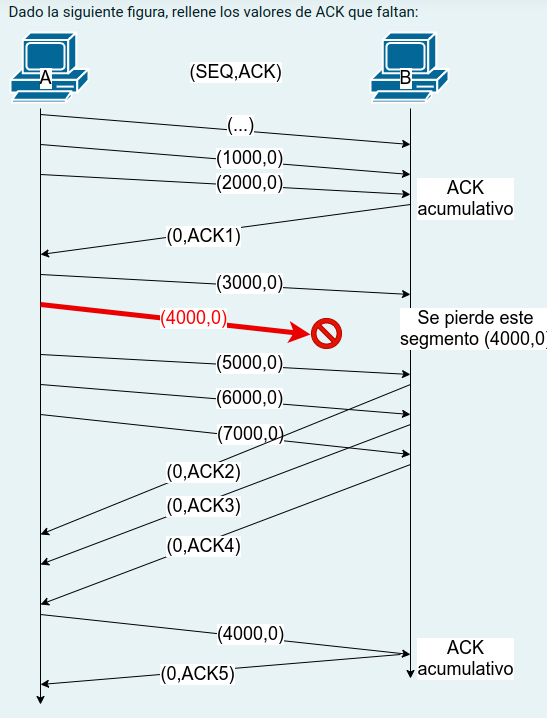 Dado la siguiente figura, rellene los valores de ACK que faltan:
A
(SEQ,ACK)
B
(...)
(1000,0)
(2000,0)
ACK
acumulativo
(0,ACK1)
(3000,0)
(4000,0)
Se pierde este
segmento (4000,0)
(5000,0)
(6000,0)
(7000,0)
(0,ACK2)
(0,ACK3)
(0,ACK4)
(4000,0)
ACK
acumulativo
(0,ACK5)